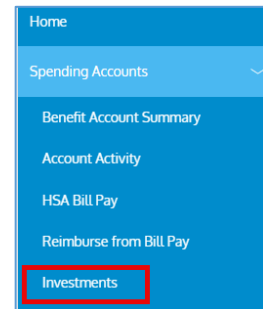 Home
Spending Accounts
Benefit Account Summary
Account Activity
HSA Bill Pay
Reimburse from Bill Pay
Investments